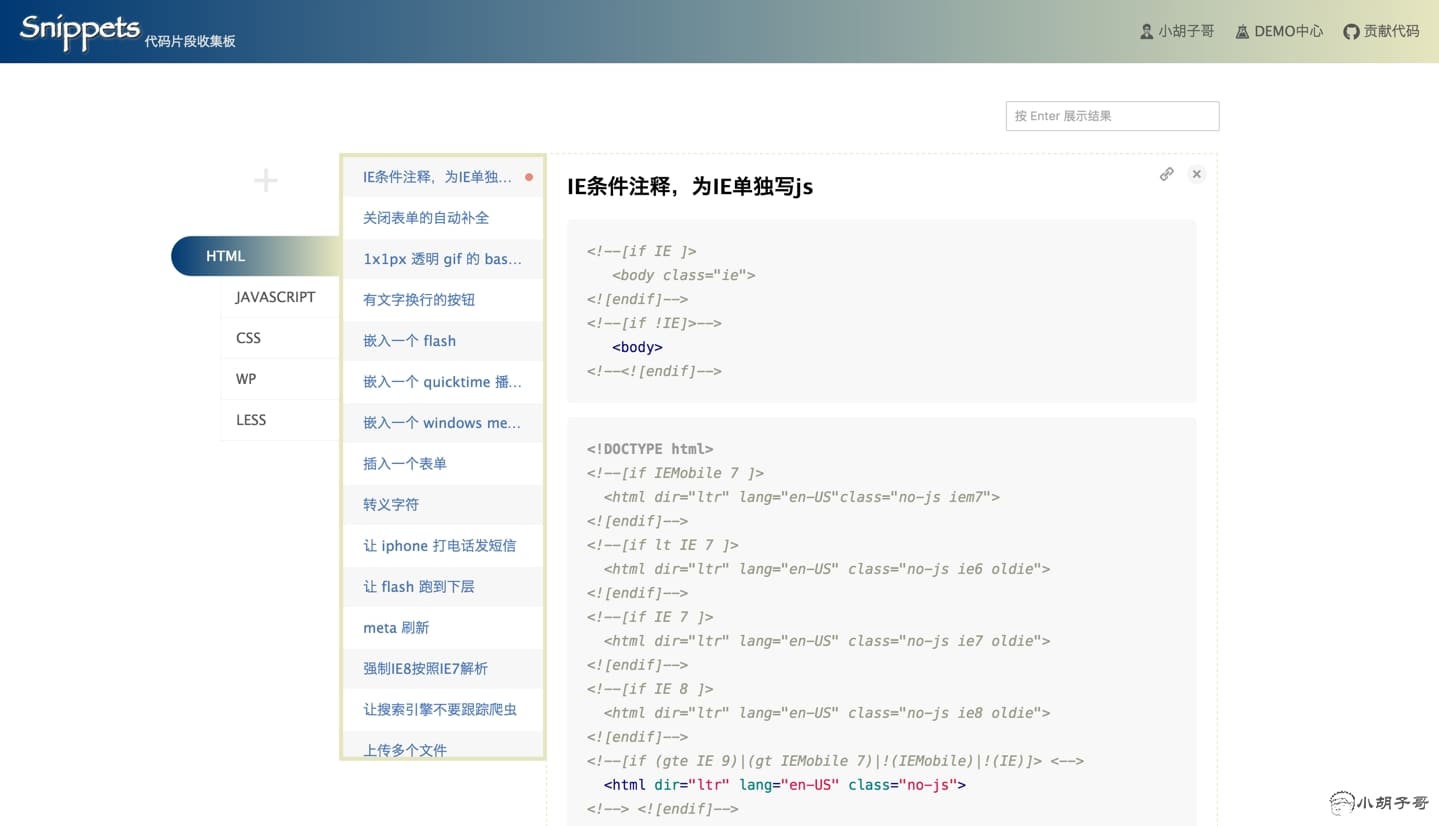 Snippets 代码片段收集板
小胡子哥 DEMO中心 贡献代码
按 Enter 展示结果
HTML
JAVASCRIPT
CSS
WP
LESS
IE条件注释，为IE单独...
关闭表单的自动补全
1x1px 透明 gif 的 bas...
有文字换行的按钮
嵌入一个 flash
嵌入一个 quicktime 播...
嵌入一个 windows me...
插入一个表单
转义字符
让 iphone 打电话发短信
让 flash 跑到下层
meta 刷新
强制IE8按照IE7解析
让搜索引擎不要跟踪爬虫
上传多个文件
IE条件注释，为IE单独写js
<!--[if IE ]>
<body class="ie">
<![endif]-->
<!--[if !IE]>-->
<body>
<!--<![endif]-->
<!DOCTYPE html>
<!--[if IEMobile 7 ]>
<html dir="ltr" lang="en-US"class="no-js iem7">
<![endif]-->
<!--[if lt IE 7 ]>
<html dir="ltr" lang="en-US" class="no-js ie6 oldie">
<![endif]-->
<!--[if IE 7 ]>
<html dir="ltr" lang="en-US" class="no-js ie7 oldie">
<![endif]-->
<!--[if IE 8 ]>
<html dir="ltr" lang="en-US" class="no-js ie8 oldie">
<![endif]-->
<!--[if (gte IE 9)|(gt IEMobile 7)|!(IEMobile)|!(IE)]> <-->
<html dir="ltr" lang="en-US" class="no-js">
<!--> <![endif]-->
小胡子哥